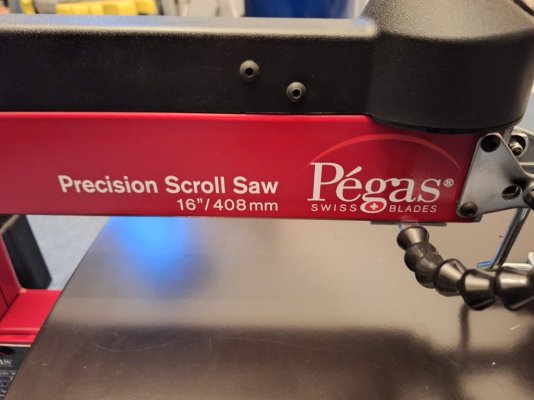 Precision Scroll Saw
16"/408mm
Pégas®
SWISS BLADES